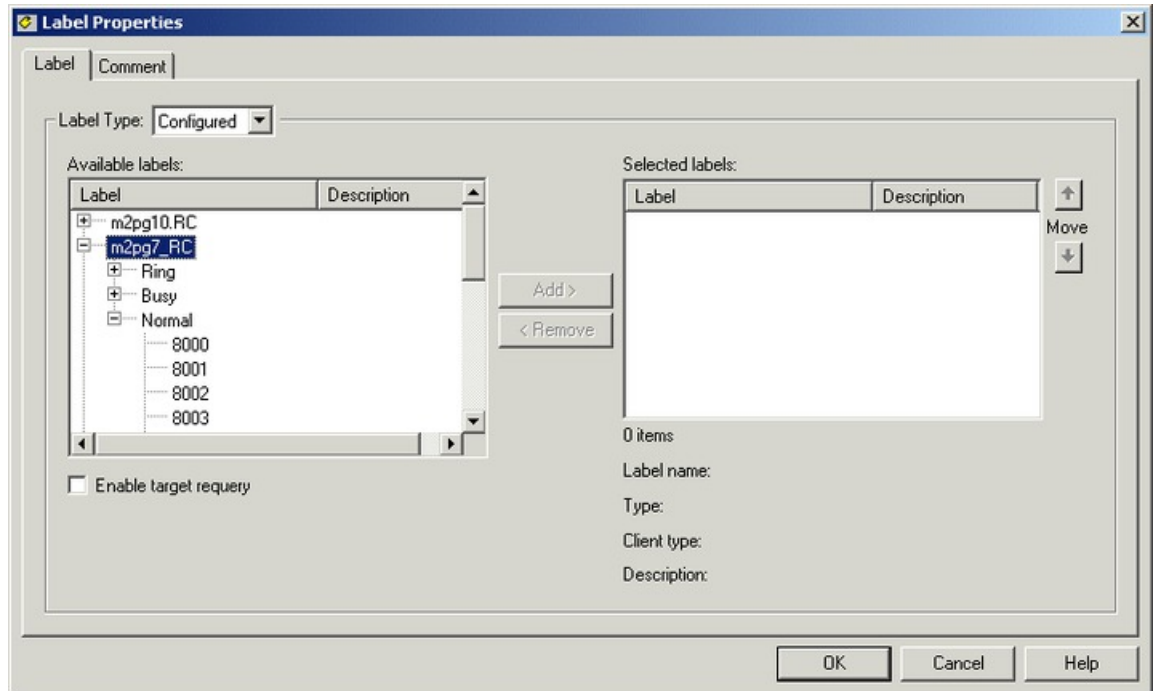 Label Properties
Label Comment
Label Type: Configured
Available labels:
Label Description
m2pg10.RC
m2pg7_RC
Ring
Busy
Normal
8000
8001
8002
8003
Enable target requery
Add >
< Remove
Selected labels:
Label Description
Move
0 items
Label name:
Type:
Client type:
Description:
OK Cancel Help